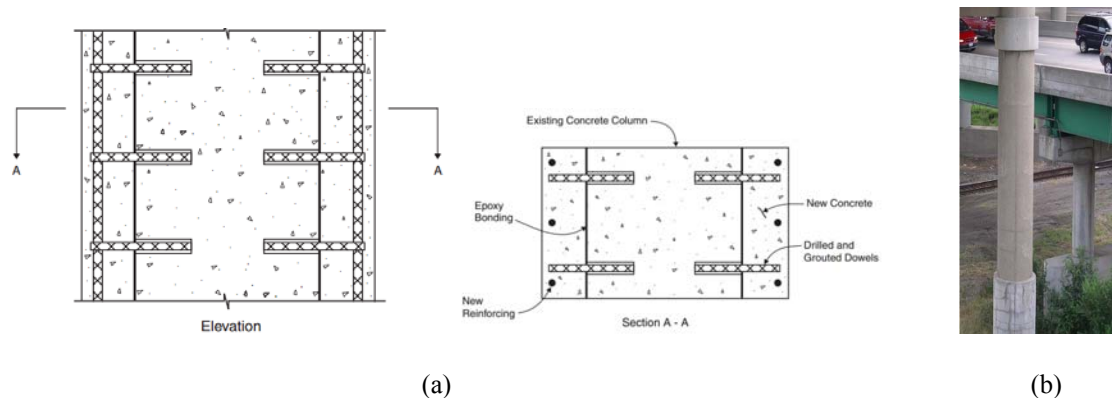 A
A
Elevation
Existing Concrete Column
Epoxy
Bonding
New Concrete
Drilled and
Grouted Dowels
New
Reinforcing
Section A - A
(a)
(b)